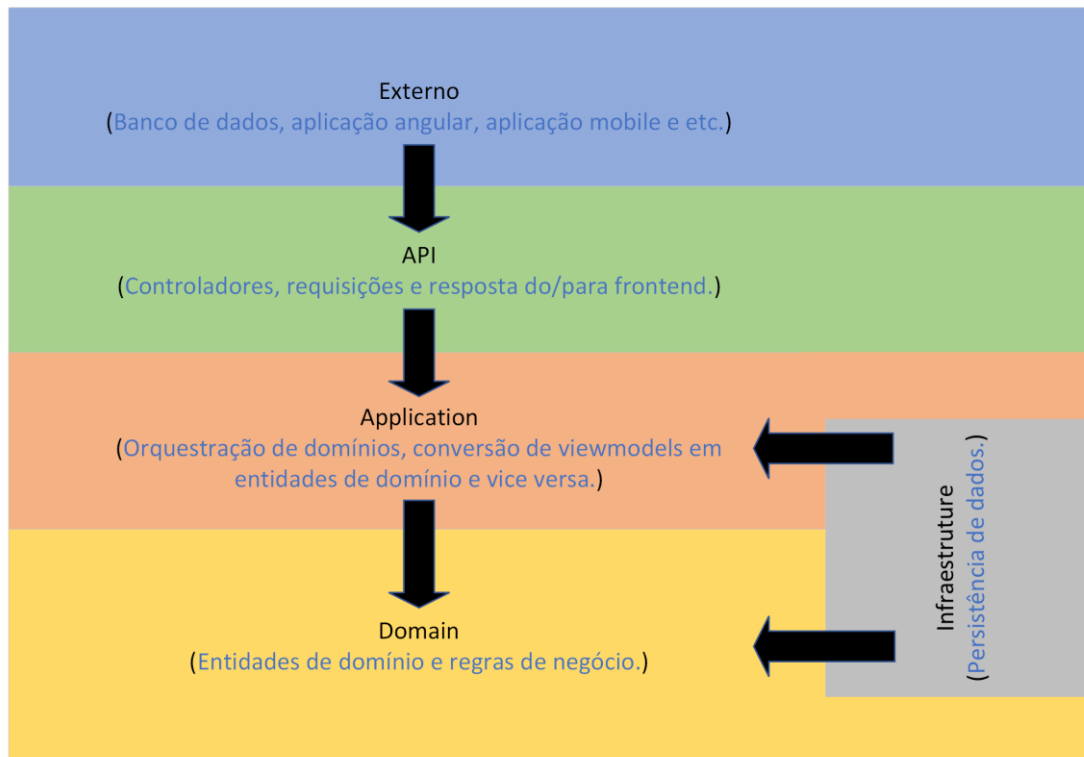 Externo
(Banco de dados, aplicação angular, aplicação mobile e etc.)
API
(Controladores, requisições e resposta do/para frontend.)
Application
(Orquestração de domínios, conversão de viewmodels em
entidades de domínio e vice versa.)
Domain
(Entidades de domínio e regras de negócio.)
Infraestruture
(Persistência de dados.)